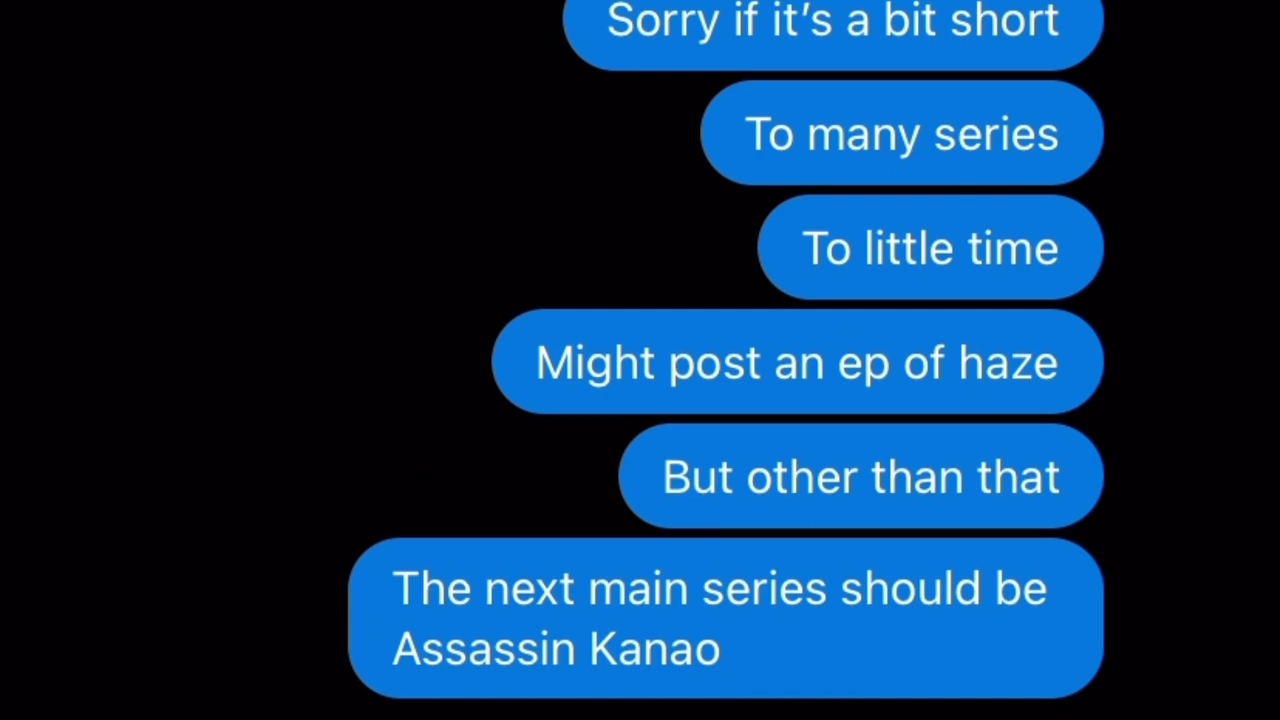 Sorry if it’s a bit short
To many series
To little time
Might post an ep of haze
But other than that
The next main series should be
Assassin Kanao